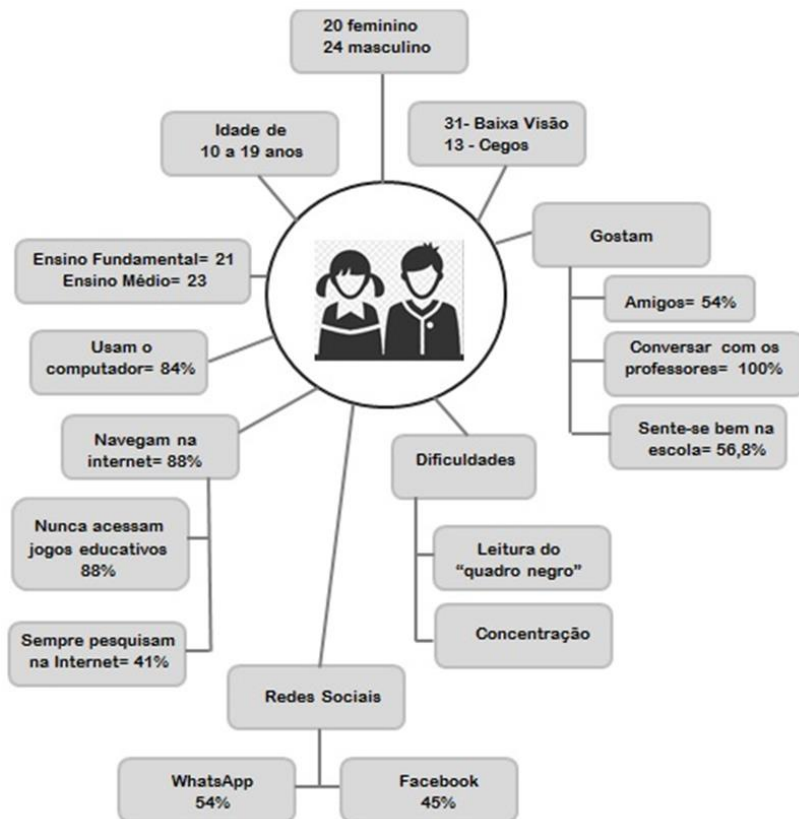 20 feminino
24 masculino
Idade de
10 a 19 anos
31- Baixa Visão
13 - Cegos
Ensino Fundamental= 21
Ensino Médio= 23
Gostam
Amigos= 54%
Conversar com os
professores= 100%
Sente-se bem na
escola= 56,8%
Usam o
computador= 84%
Navegam na
internet= 88%
Nunca acessam
jogos educativos
88%
Sempre pesquisam
na Internet= 41%
Dificuldades
Leitura do
“quadro negro”
Concentração
Redes Sociais
WhatsApp
54%
Facebook
45%